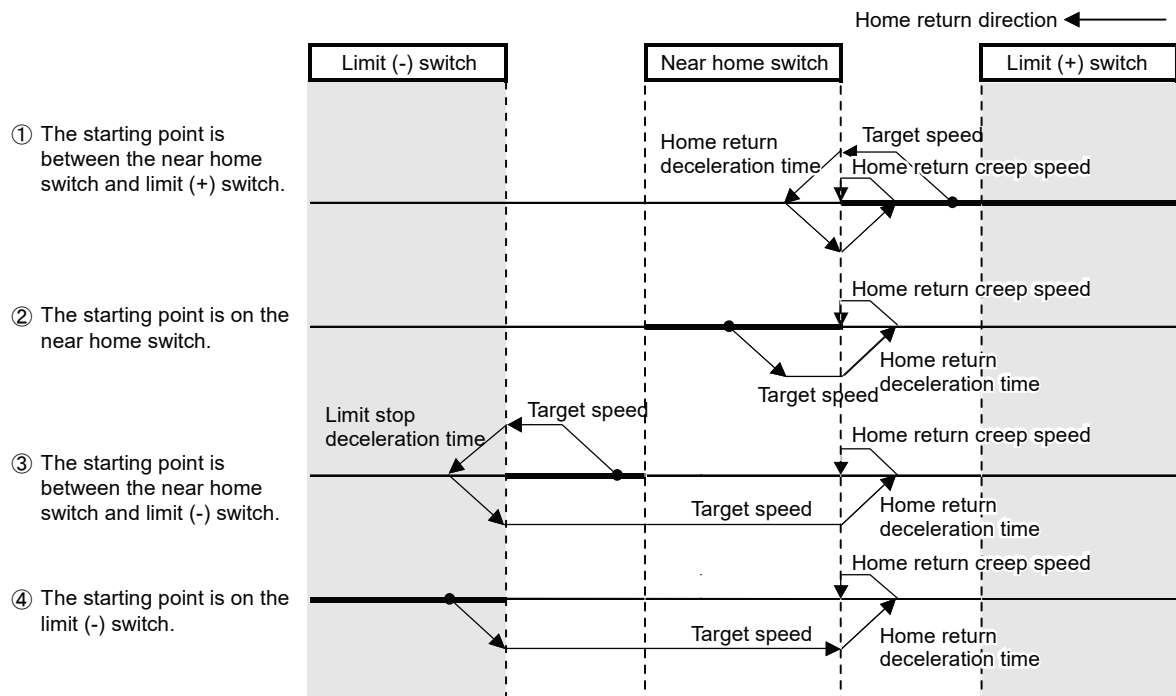 Home return direction
Limit (-) switch
Near home switch
Limit (+) switch
① The starting point is
between the near home
switch and limit (+) switch.
Home return
deceleration time
Target speed
Home return creep speed
② The starting point is on the
near home switch.
Home return creep speed
Target speed
Home return
deceleration time
③ The starting point is
between the near home
switch and limit (-) switch.
Limit stop
deceleration time
Target speed
Home return creep speed
Target speed
Home return
deceleration time
④ The starting point is on the
limit (-) switch.
Home return creep speed
Target speed
Home return
deceleration time